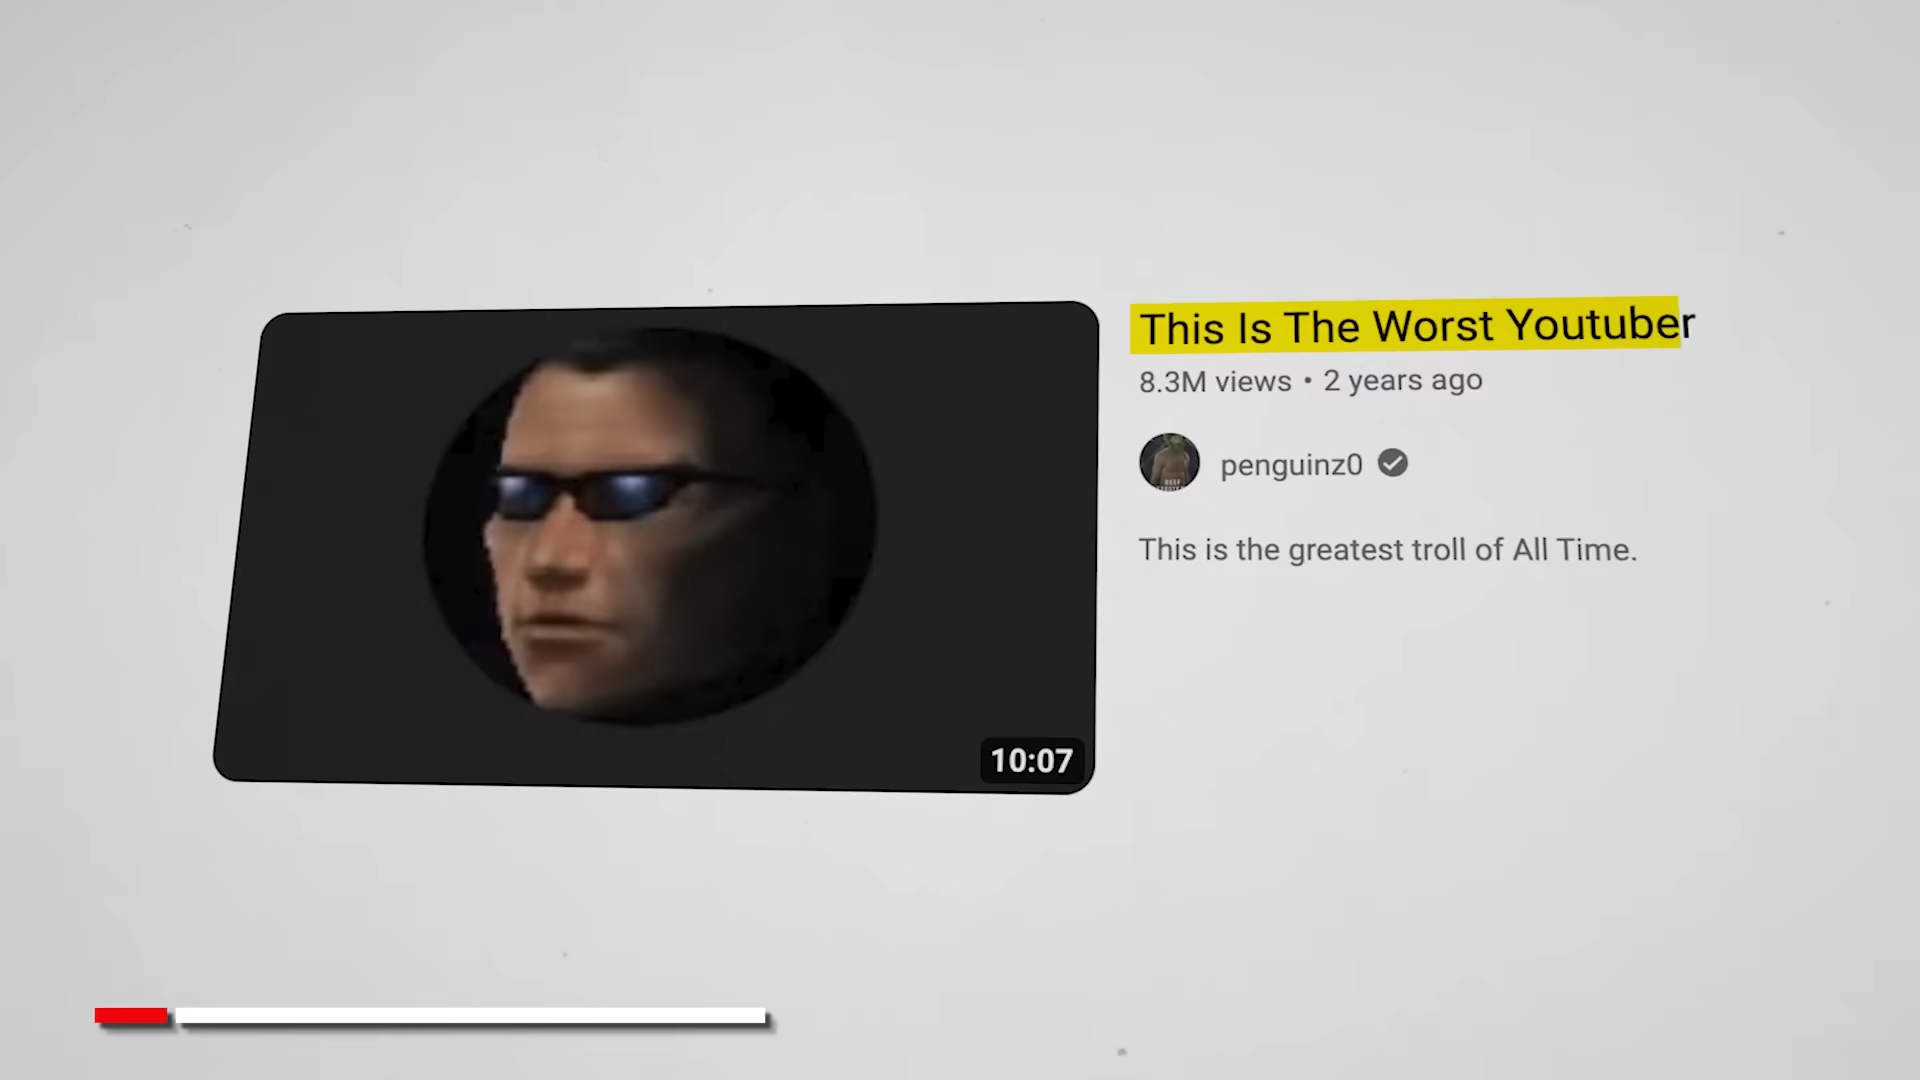 This Is The Worst Youtuber
8.3M views • 2 years ago
penguinz0
This is the greatest troll of All Time.
10:07